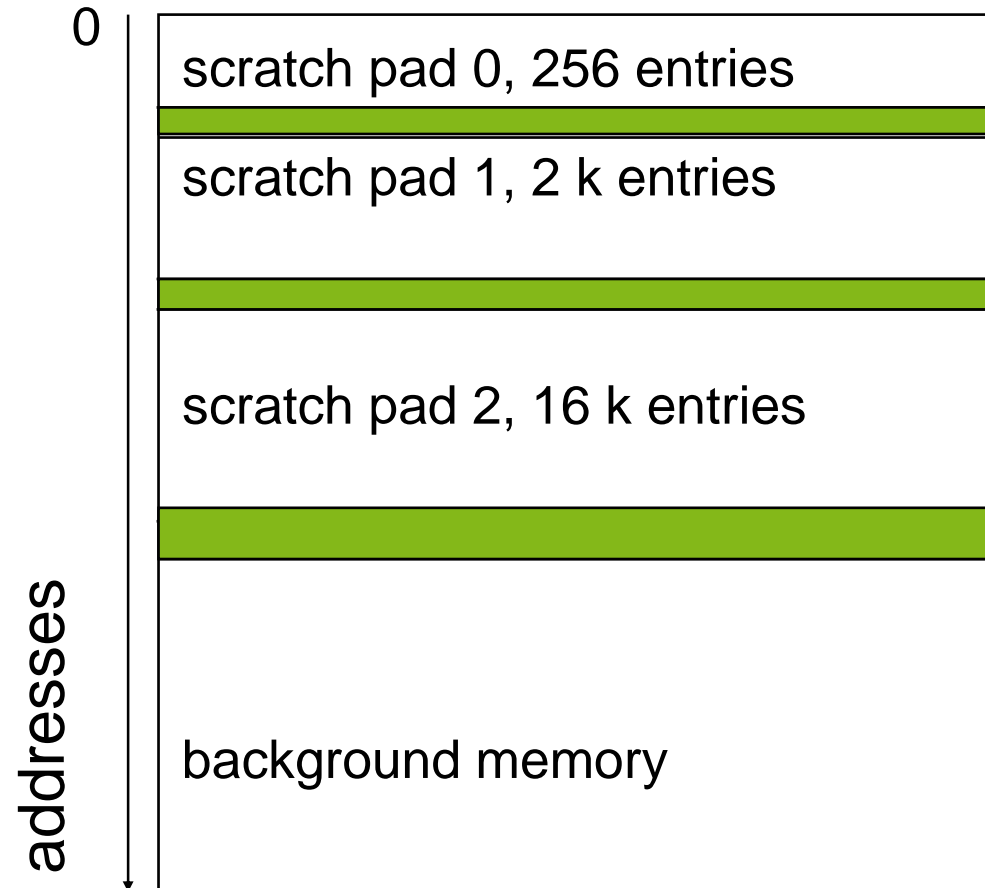 0
scratch pad 0, 256 entries
scratch pad 1, 2 k entries
scratch pad 2, 16 k entries
background memory
addresses